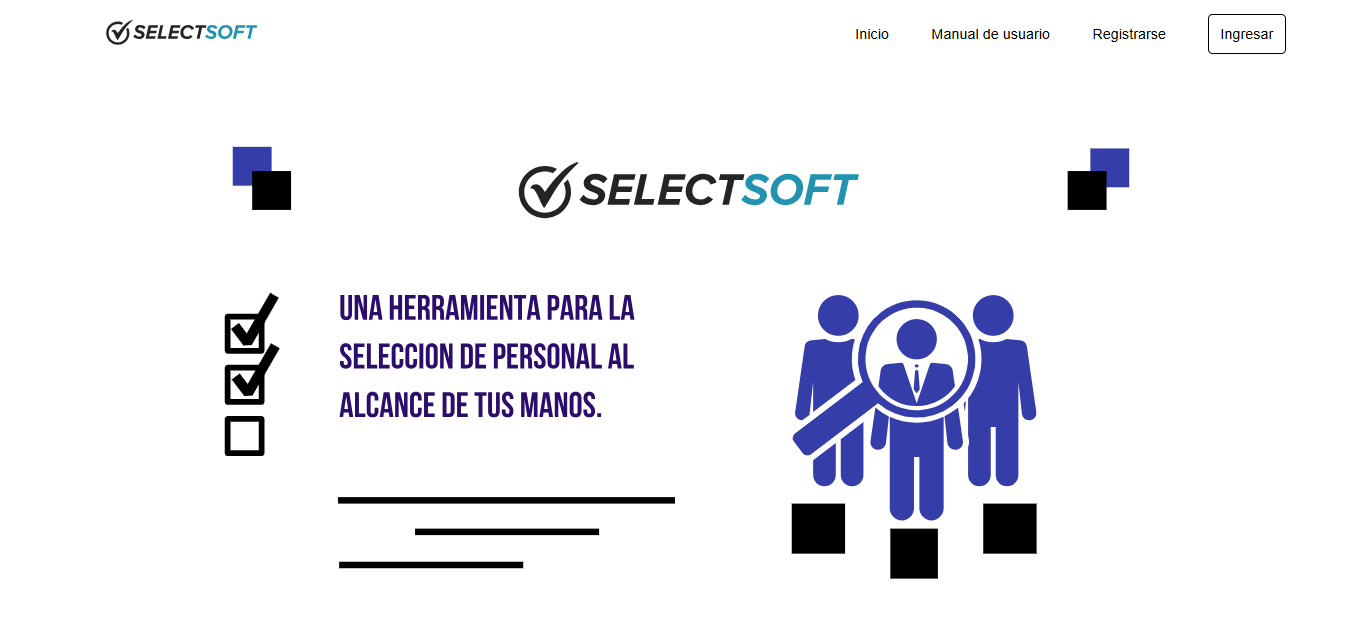 SELECTSOFT
Inicio
Manual de usuario
Registrarse
Ingresar
SELECTSOFT
UNA HERRAMIENTA PARA LA
SELECCION DE PERSONAL AL
ALCANCE DE TUS MANOS.